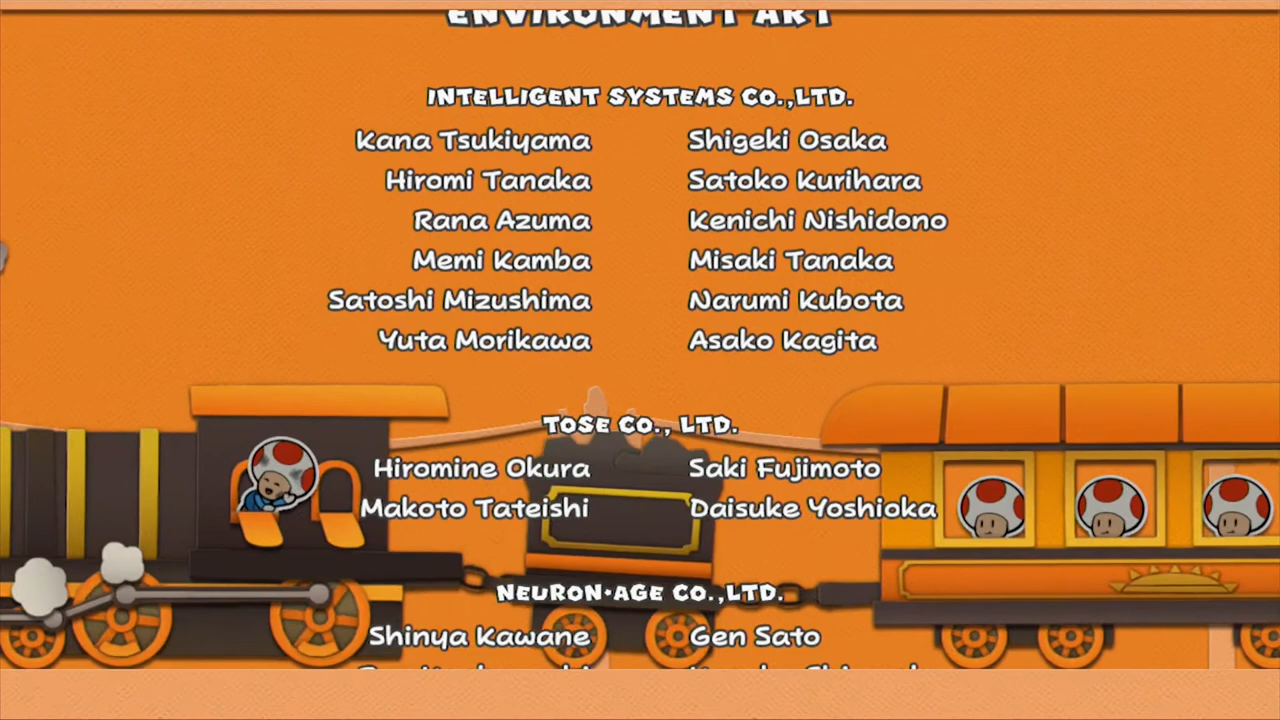 ENVIRONMENT ART
INTELLIGENT SYSTEMS CO.,LTD.
Kana Tsukiyama Shigeki Osaka
Hiromi Tanaka Satoko Kurihara
Rana Azuma Kenichi Nishidono
Memi Kamba Misaki Tanaka
Satoshi Mizushima Narumi Kubota
Yuta Morikawa Asako Kagita
TOSE CO., LTD.
Hiromine Okura Saki Fujimoto
Makoto Tateishi Daisuke Yoshioka
NEURON•AGE CO.,LTD.
Shinya Kawane Gen Sato